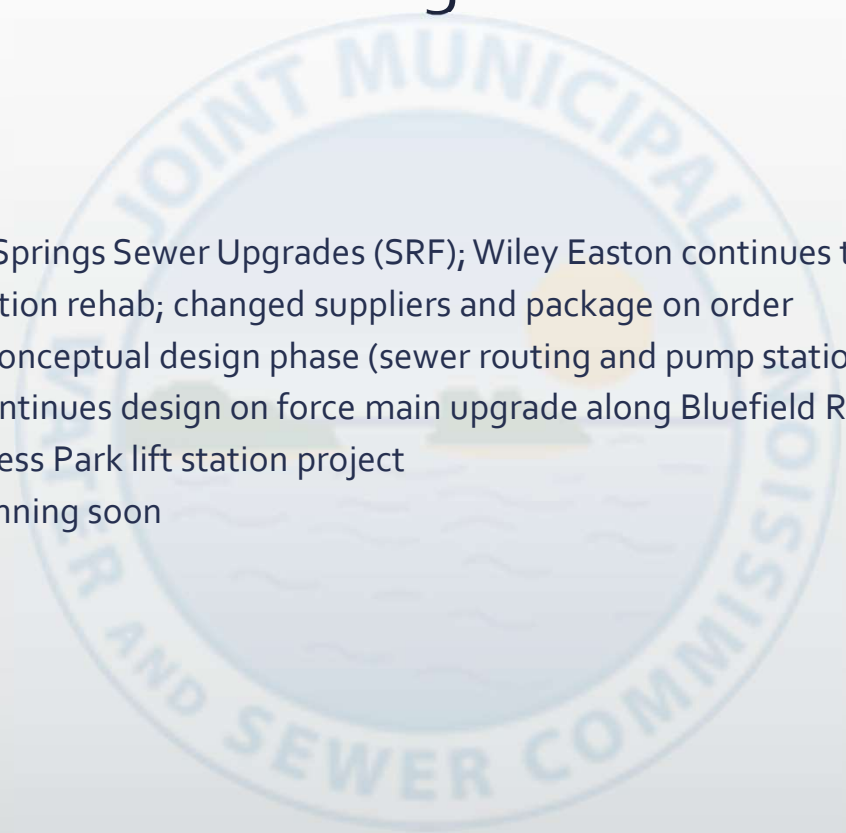 JOINT MUNICIPAL
Springs Sewer Upgrades (SRF); Wiley Easton continues
tion rehab; changed suppliers and package on order
onceptual design phase (sewer routing and pump statio
ntinues design on force main upgrade along Bluefield R
ess Park lift station project
nning soon
WATER AND SEWER COMMISSION